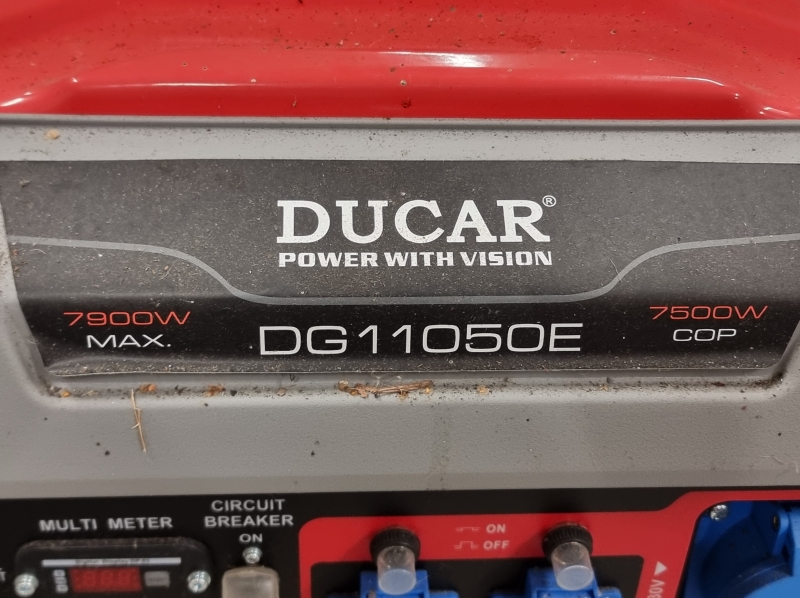 DUCAR®
POWER WITH VISION
7900W
MAX.
DG11050E
7500W
COP
MULTI METER
CIRCUIT
BREAKER
ON
ON
OFF